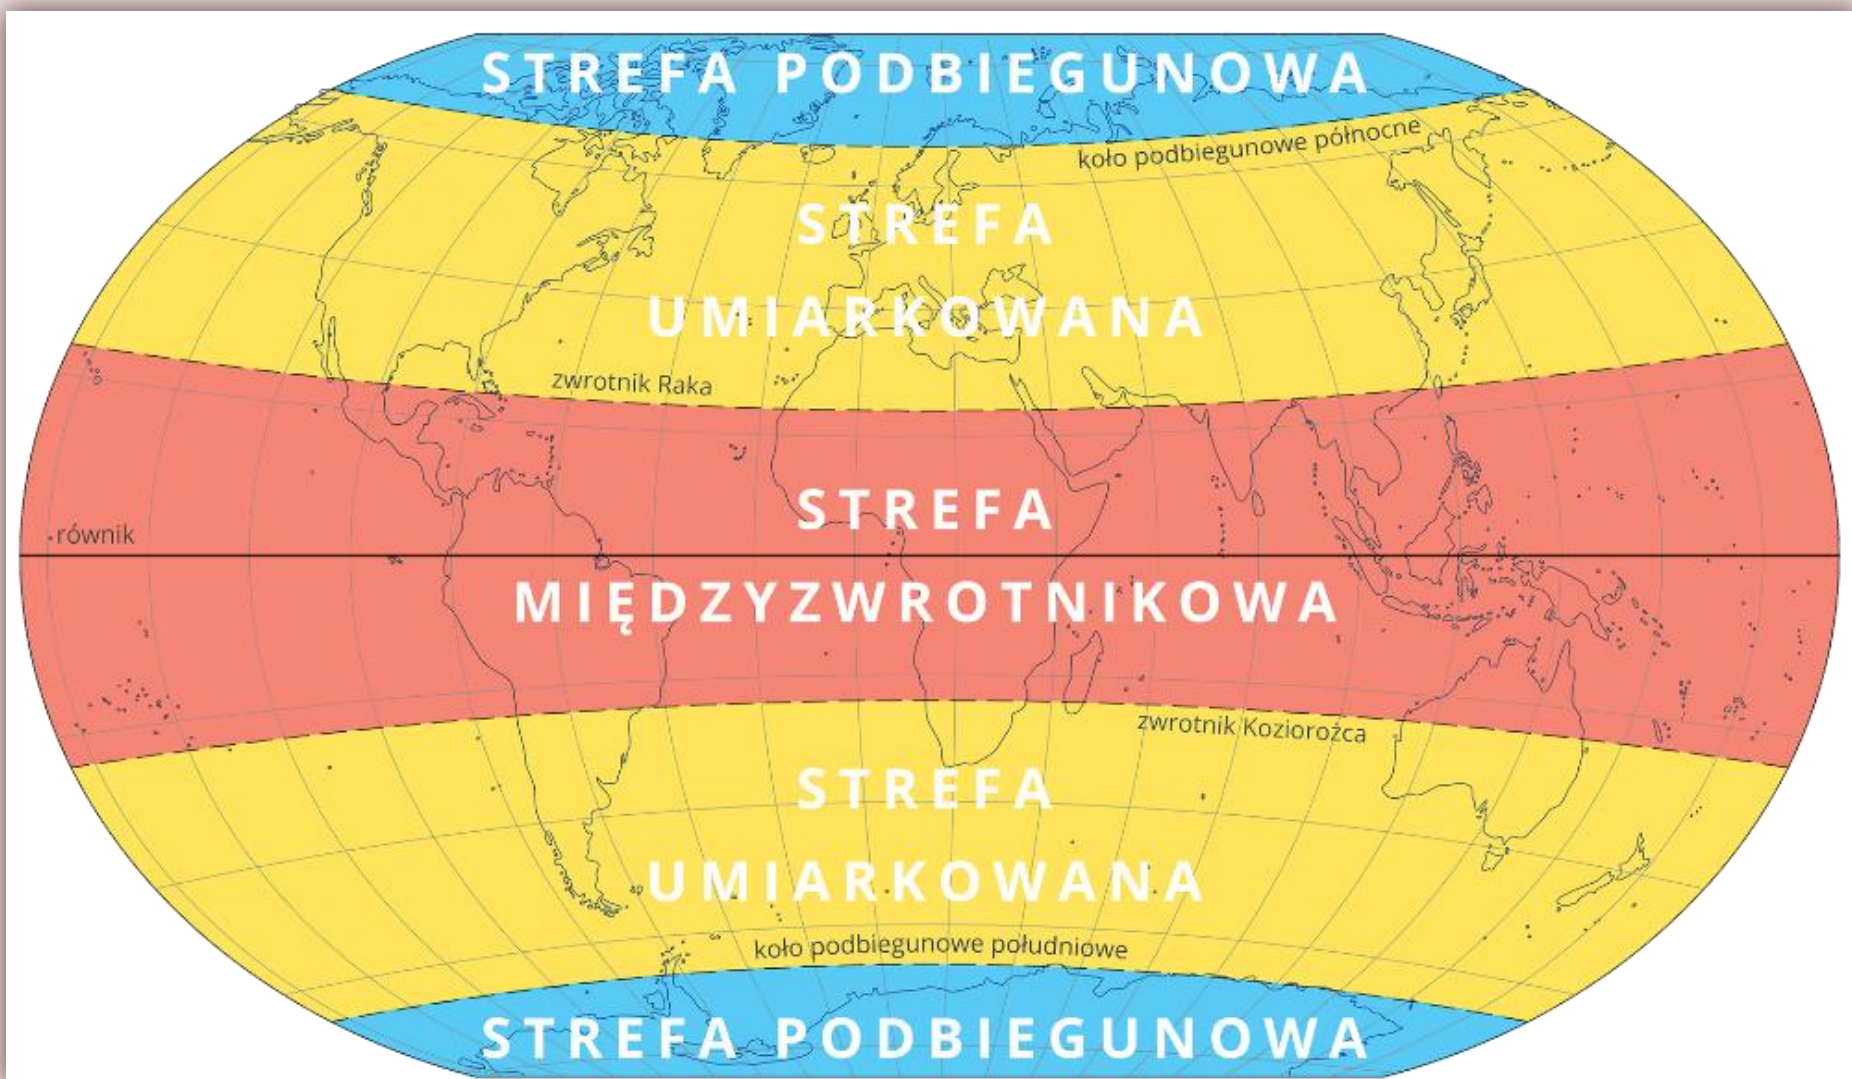 STREFA PODBIEGUNOWA
koło podbiegunowe północne
STREFA
UMIARKOWANA
zwrotnik Raka
STREFA
równik
MIĘDZYZWROTNIKOWA
zwrotnik Koziorożca
STREFA
UMIARKOWANA
koło podbiegunowe południowe
STREFA PODBIEGUNOWA